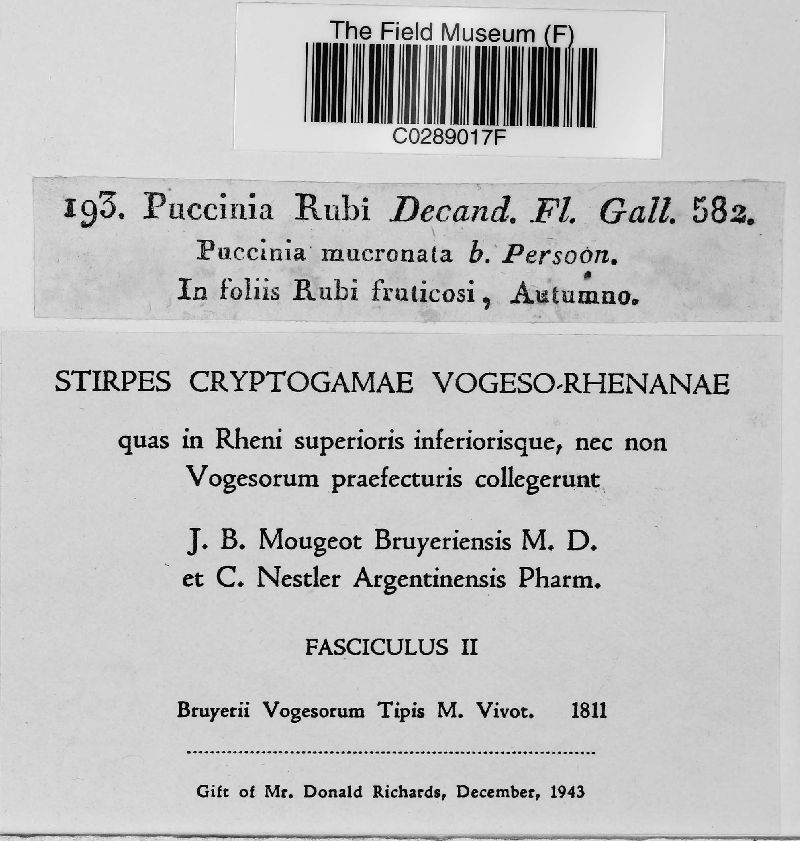 The Field Museum (F)
C0289017F
193. Puccinia Rubi Decand. Fl. Gall. 582.
Puccinia mucronata b. Persoon.
In foliis Rubi fruticosi, Autumno.
STIRPES CRYPTOGAMAE VOGESO-RHENANAE
quas in Rheni superioris inferiorisque, nec non
Vogesorum praefecturis collegerunt
J. B. Mougeot Bruyeriensis M. D.
et C. Nestler Argentinensis Pharm.
FASCICULUS II
Bruyerii Vogesorum Tipis M. Vivot. 1811
Gift of Mr. Donald Richards, December, 1943